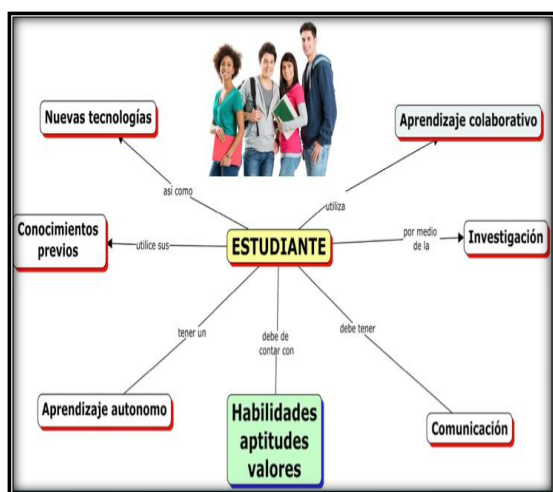 Nuevas tecnologías
Aprendizaje colaborativo
así como
utiliza
Conocimientos
previos
utilice sus
ESTUDIANTE
por medio
de la
Investigación
tener un
debe de
contar con
debe tener
Aprendizaje autonomo
Habilidades
aptitudes
valores
Comunicación